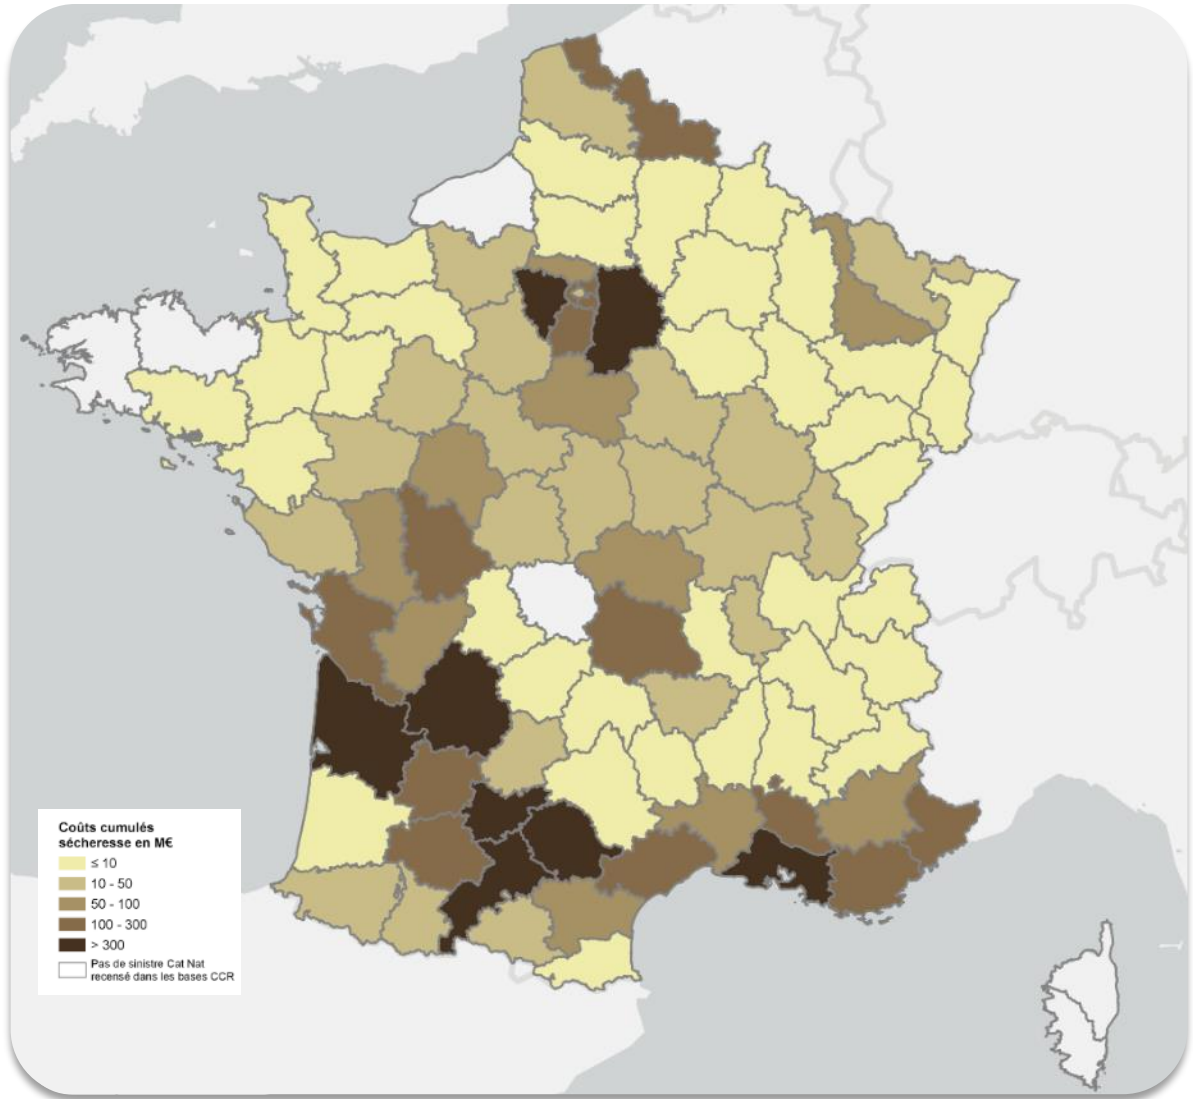 Coûts cumulés
sécheresse en M€
≤ 10
10 - 50
50 - 100
100 - 300
> 300
Pas de sinistre Cat Nat
recensé dans les bases CCR